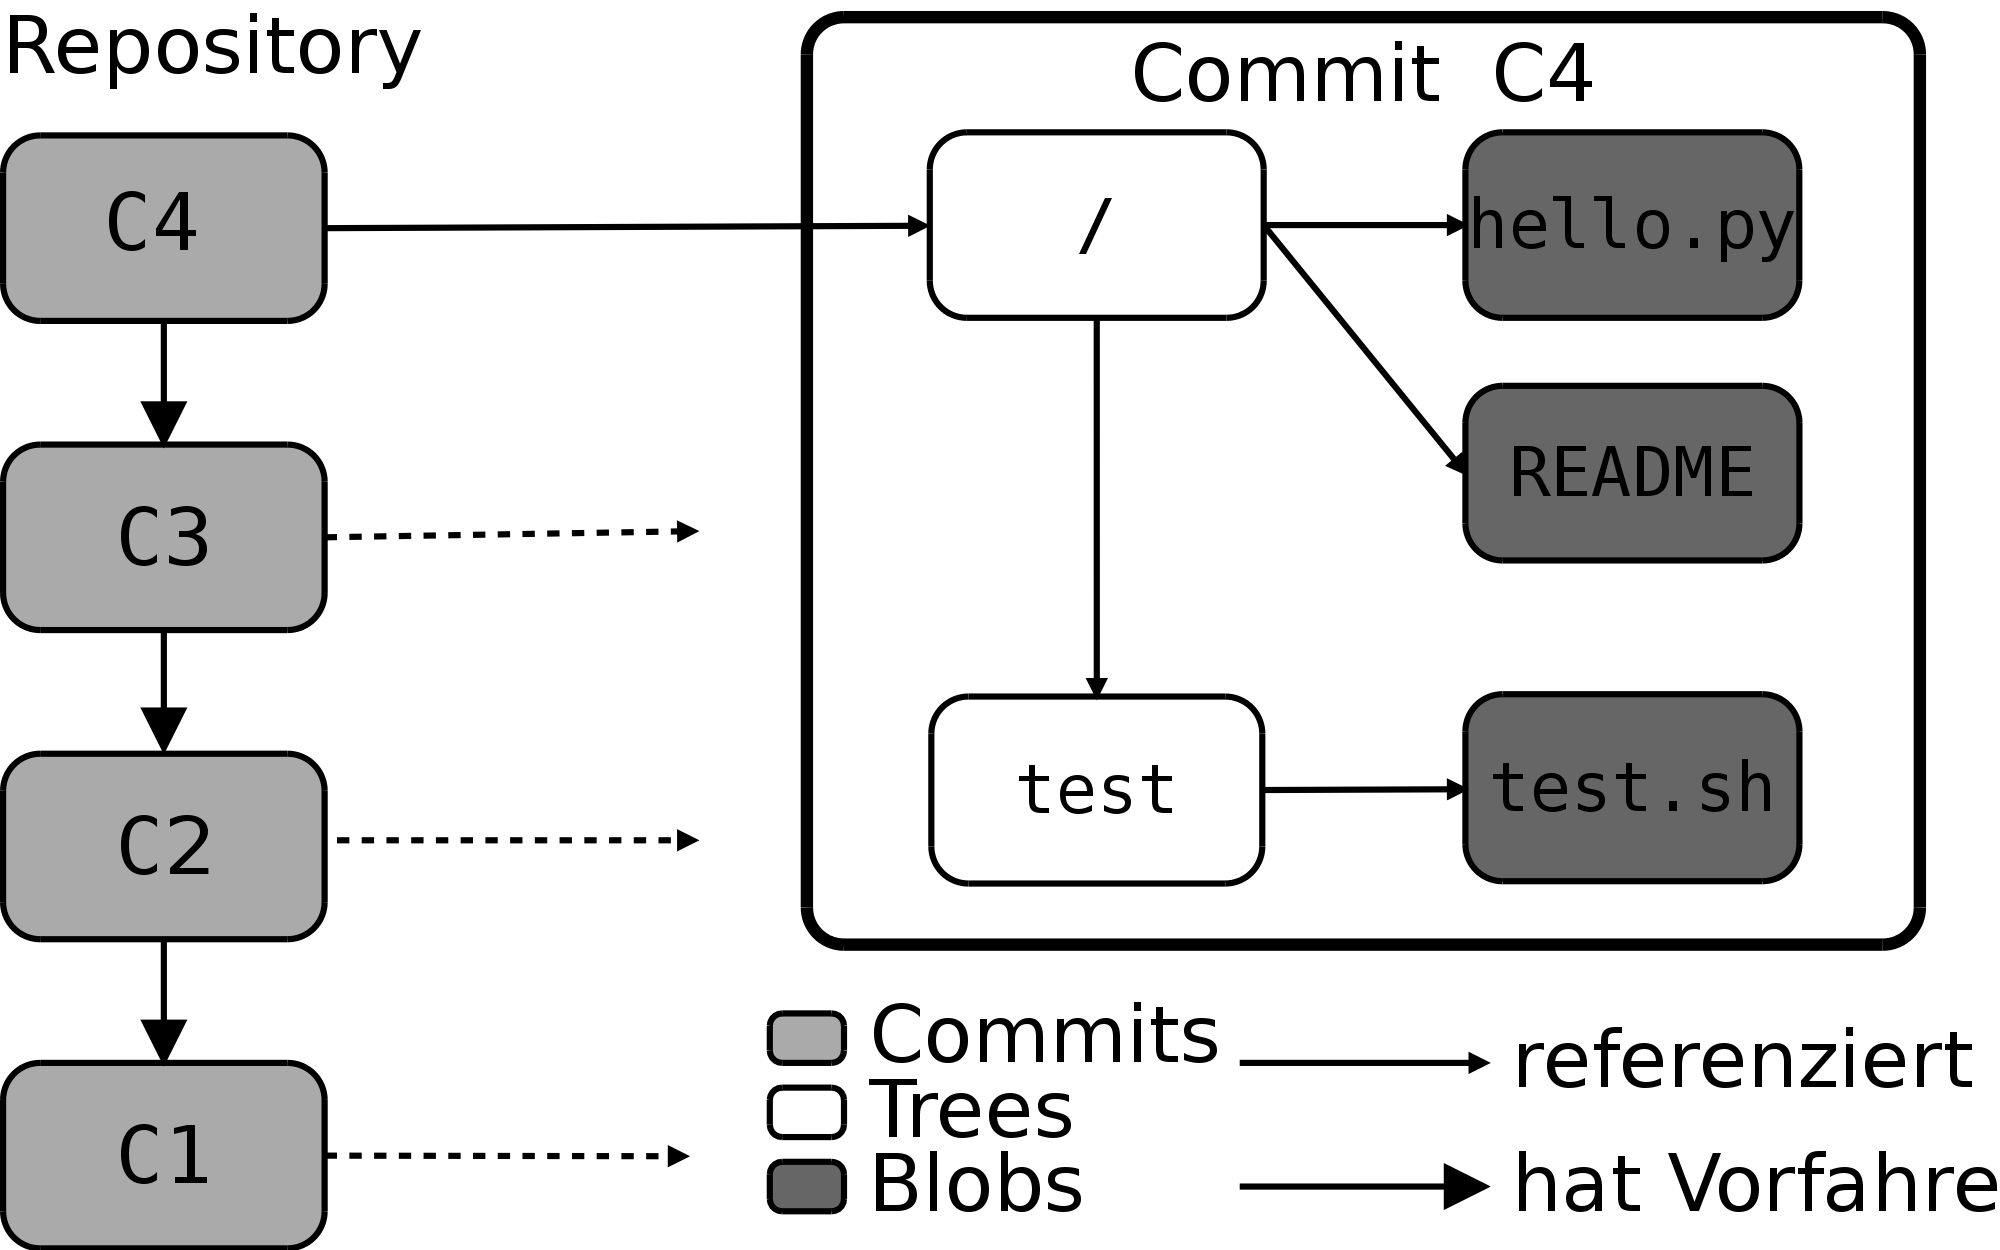 Repository
C4
C3
C2
C1
Commit C4
/
hello.py
README
test
test.sh
Commits
Trees
Blobs
referenziert
hat Vorfahre